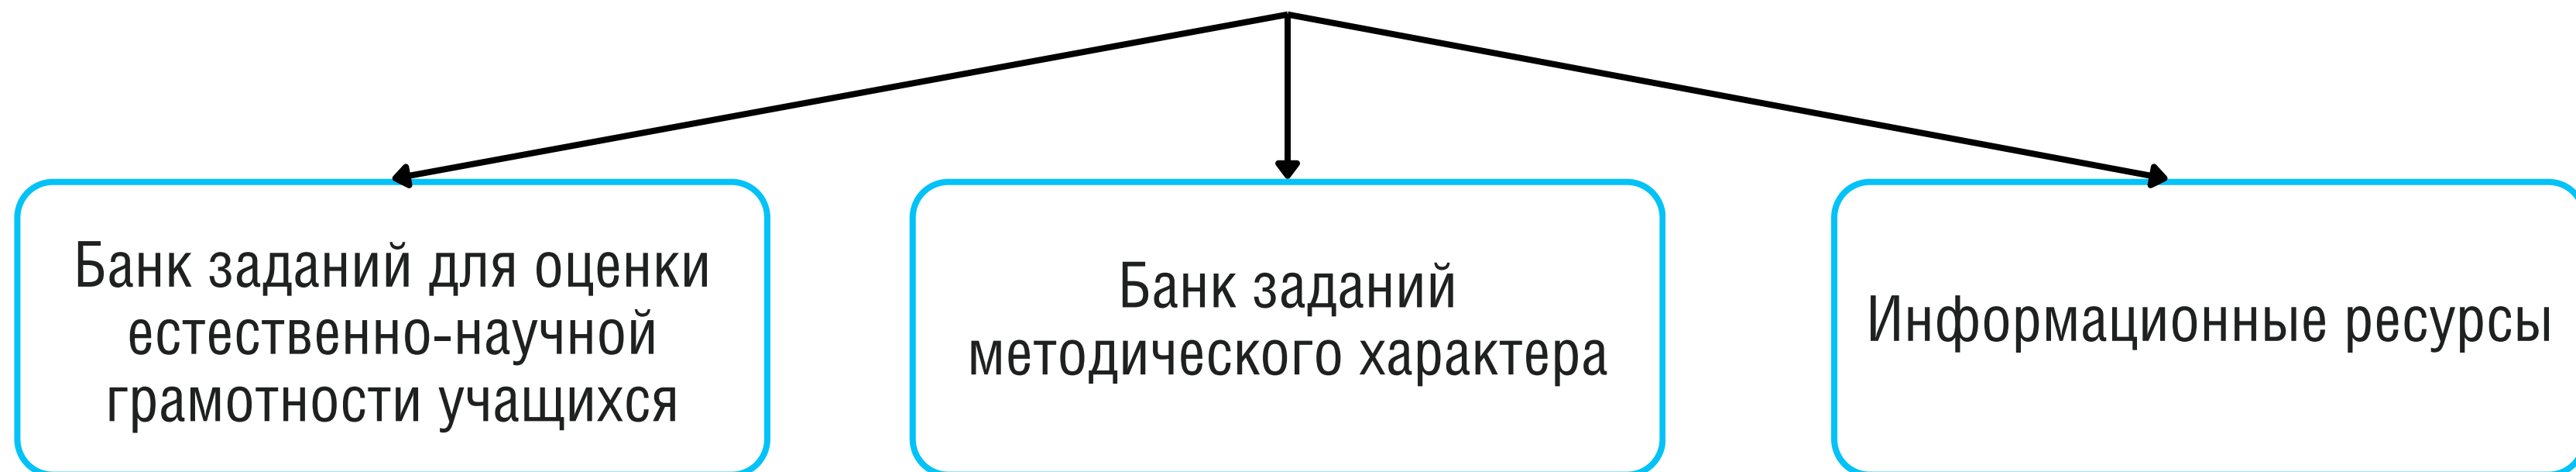 Банк заданий для оценки
естественно-научной
грамотности учащихся
Банк заданий
методического характера
Информационные ресурсы